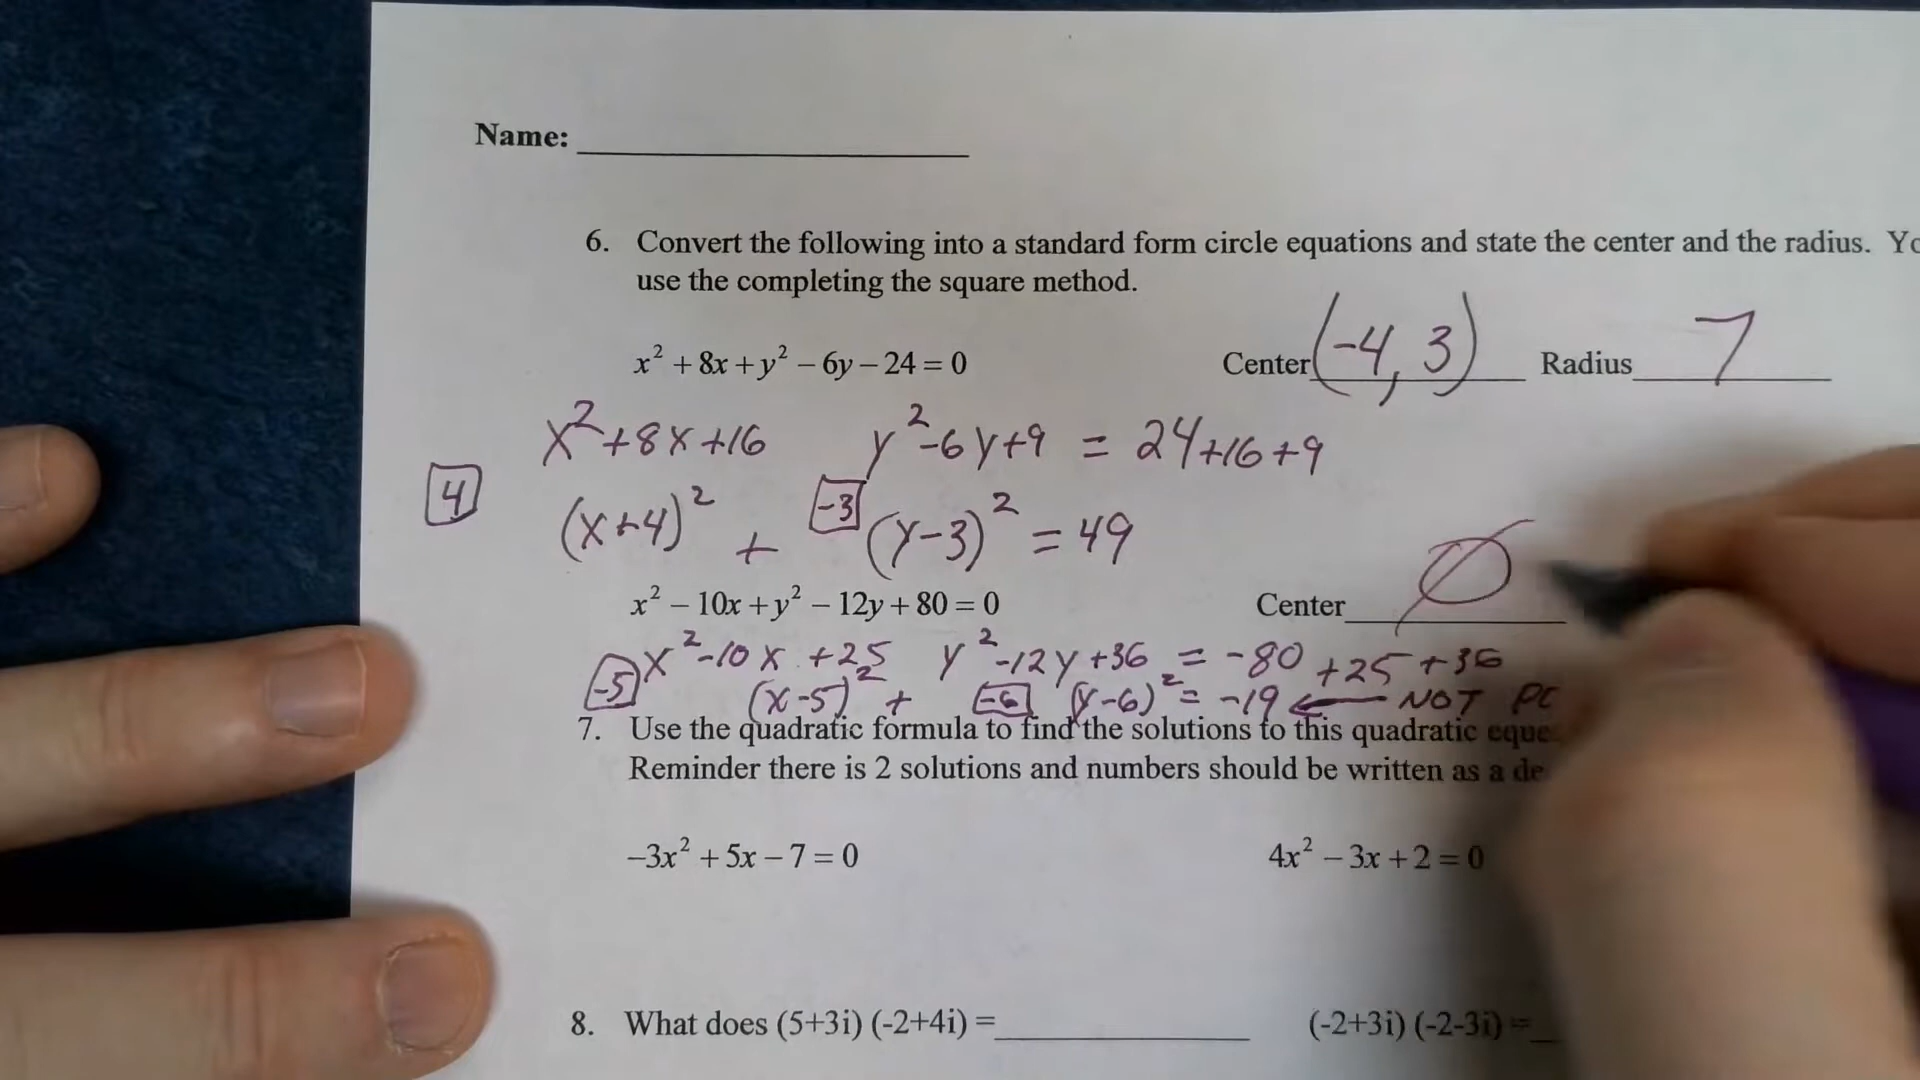 Name:
6. Convert the following into a standard form circle equations and state the center and the radius.
use the completing the square method.
x² + 8x + y² − 6y − 24 = 0 Center (-4, 3) Radius 7
x²+8x+16 y²-6y+9 = 24+16+9
4 (x+4)² + -3 (y-3)² = 49
x² − 10x + y² − 12y + 80 = 0 Center Ø
-5 x²-10x+25 y²-12y+36 = -80+25+36
(x-5)² + -6 (y-6)² = -19 ← NOT
7. Use the quadratic formula to find the solutions to this quadratic
Reminder there is 2 solutions and numbers should be written as a
−3x² + 5x − 7 = 0 4x² − 3x + 2 = 0
8. What does (5+3i) (-2+4i) = (-2+3i) (-2-3i) =